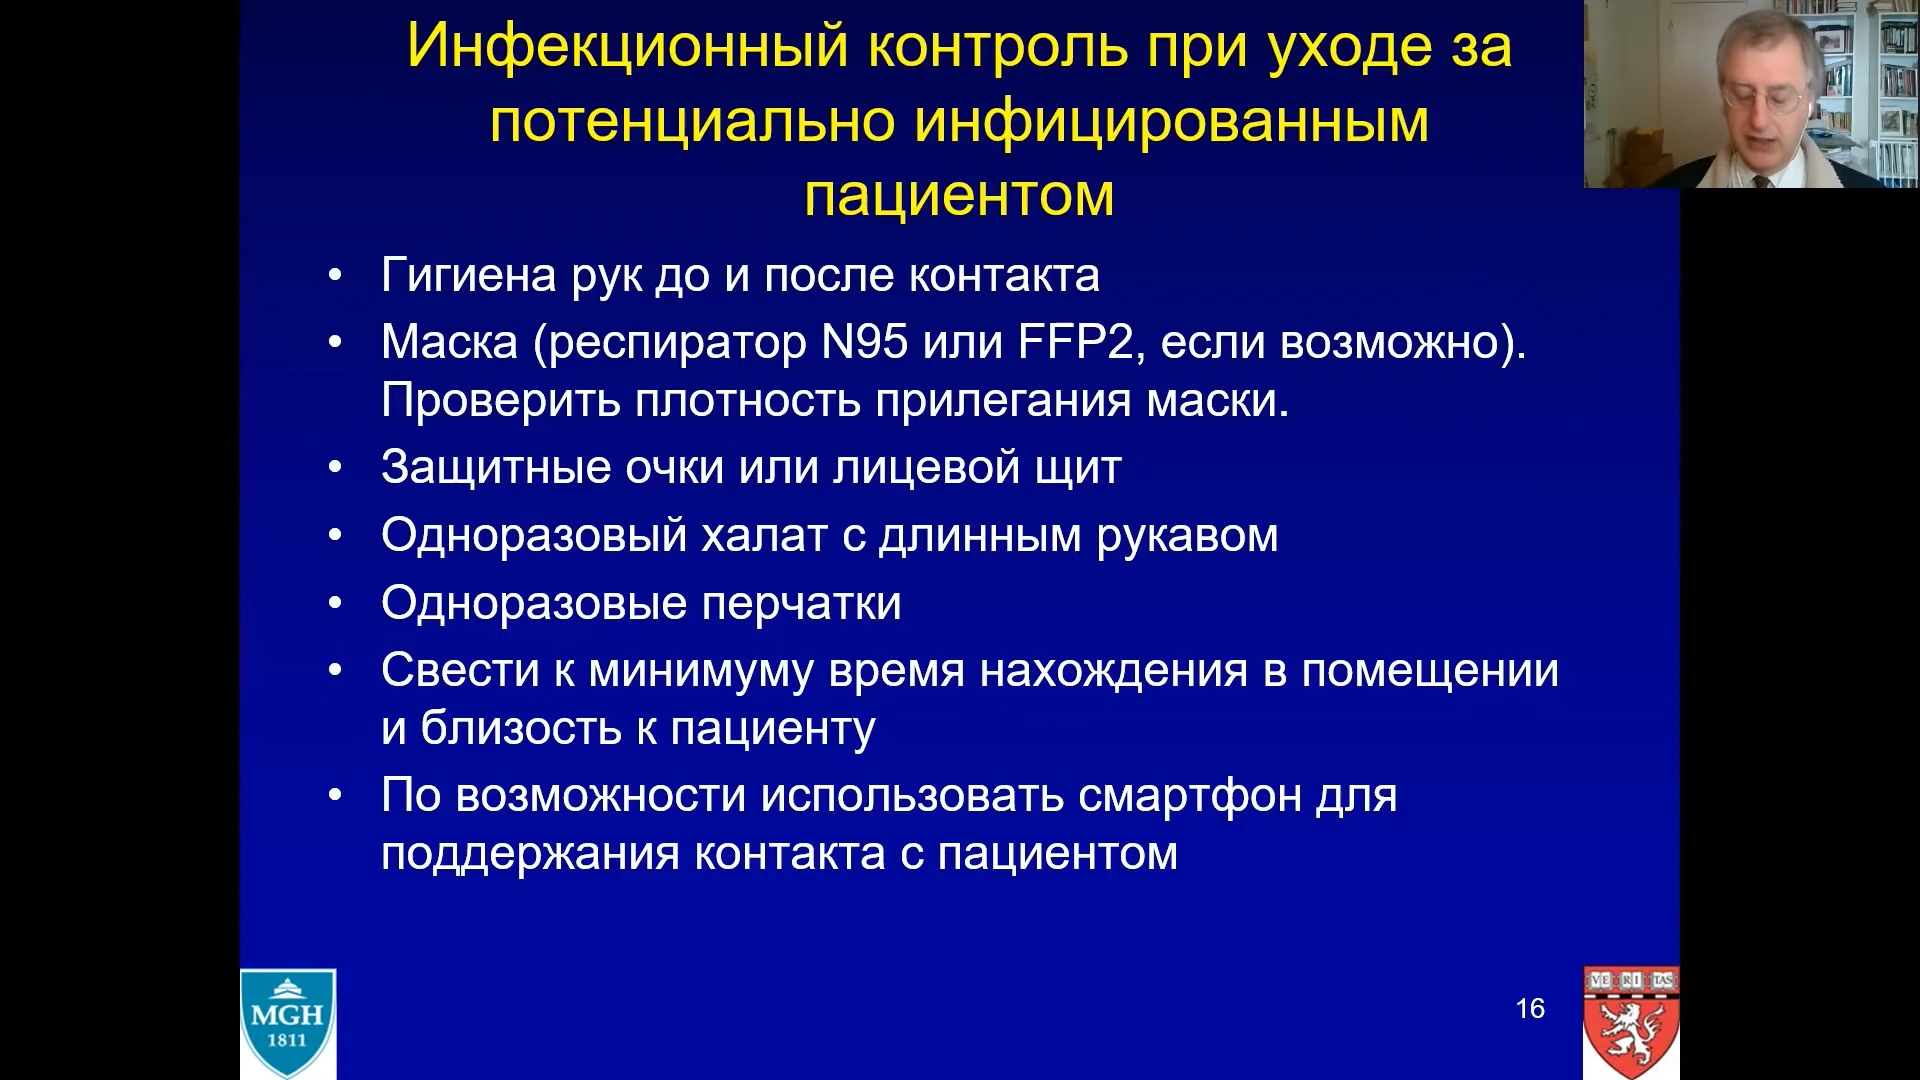 Инфекционный контроль при уходе за
потенциально инфицированным
пациентом
• Гигиена рук до и после контакта
• Маска (респиратор N95 или FFP2, если возможно).
Проверить плотность прилегания маски.
• Защитные очки или лицевой щит
• Одноразовый халат с длинным рукавом
• Одноразовые перчатки
• Свести к минимуму время нахождения в помещении
и близость к пациенту
• По возможности использовать смартфон для
поддержания контакта с пациентом
MGH
1811
16
VE RI TAS